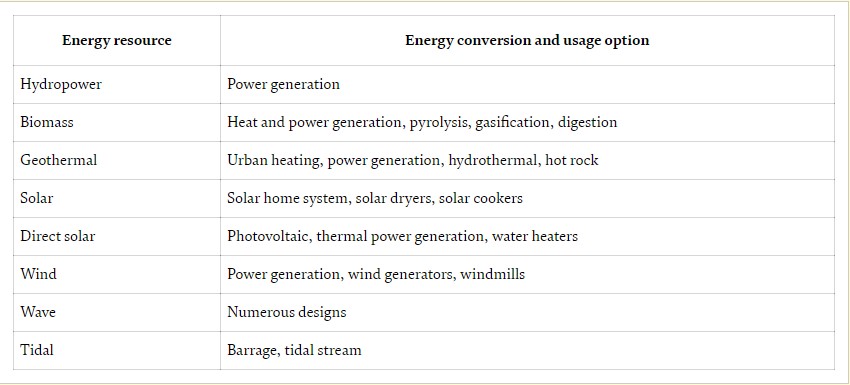 Energy resource Energy conversion and usage option
Hydropower Power generation
Biomass Heat and power generation, pyrolysis, gasification, digestion
Geothermal Urban heating, power generation, hydrothermal, hot rock
Solar Solar home system, solar dryers, solar cookers
Direct solar Photovoltaic, thermal power generation, water heaters
Wind Power generation, wind generators, windmills
Wave Numerous designs
Tidal Barrage, tidal stream